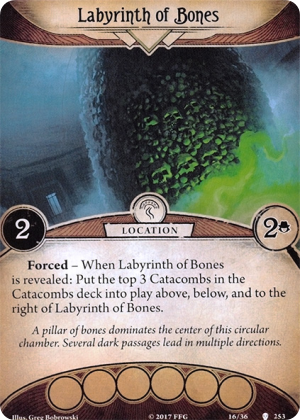 Labyrinth of Bones
2
LOCATION
2
Forced – When Labyrinth of Bones
is revealed: Put the top 3 Catacombs in the
Catacombs deck into play above, below, and to
the right of Labyrinth of Bones.
A pillar of bones dominates the center of this circular
chamber. Several dark passages lead in multiple directions.
Illus. Greg Bobrowski
© 2017 FFG
16/36
253